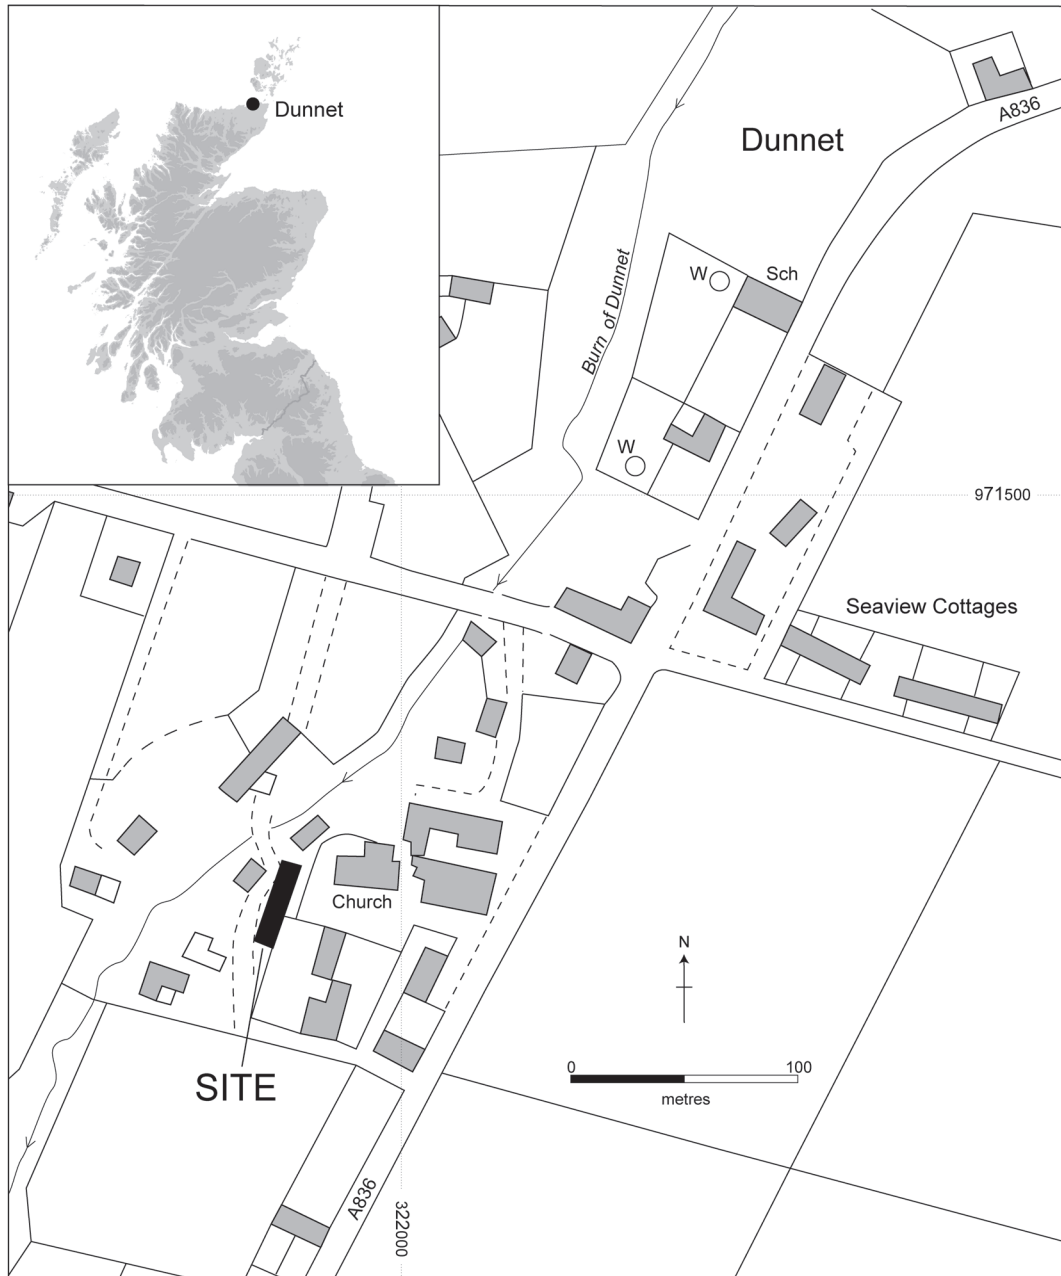 Dunnet
A836
Dunnet
Burn of Dunnet
W
Sch
W
971500
Seaview Cottages
Church
N
SITE
0
100
metres
A836
322000